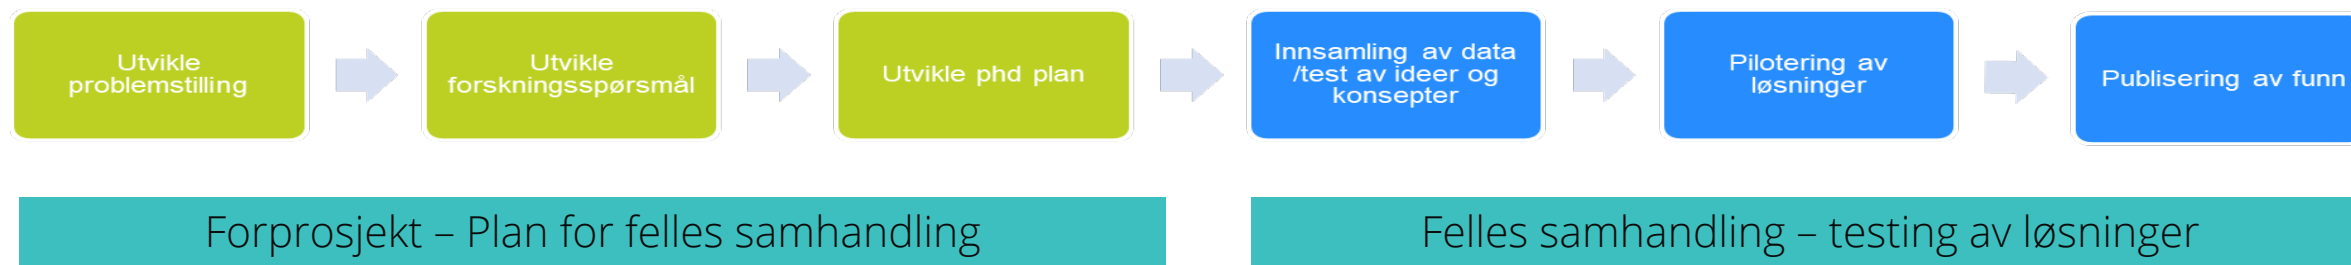 Utvikle
problemstilling
Utvikle
forskningsspørsmål
Utvikle phd plan
Innsamling av data
/test av ideer og
konsepter
Pilotering av
løsninger
Publisering av funn
Forprosjekt – Plan for felles samhandling
Felles samhandling – testing av løsninger